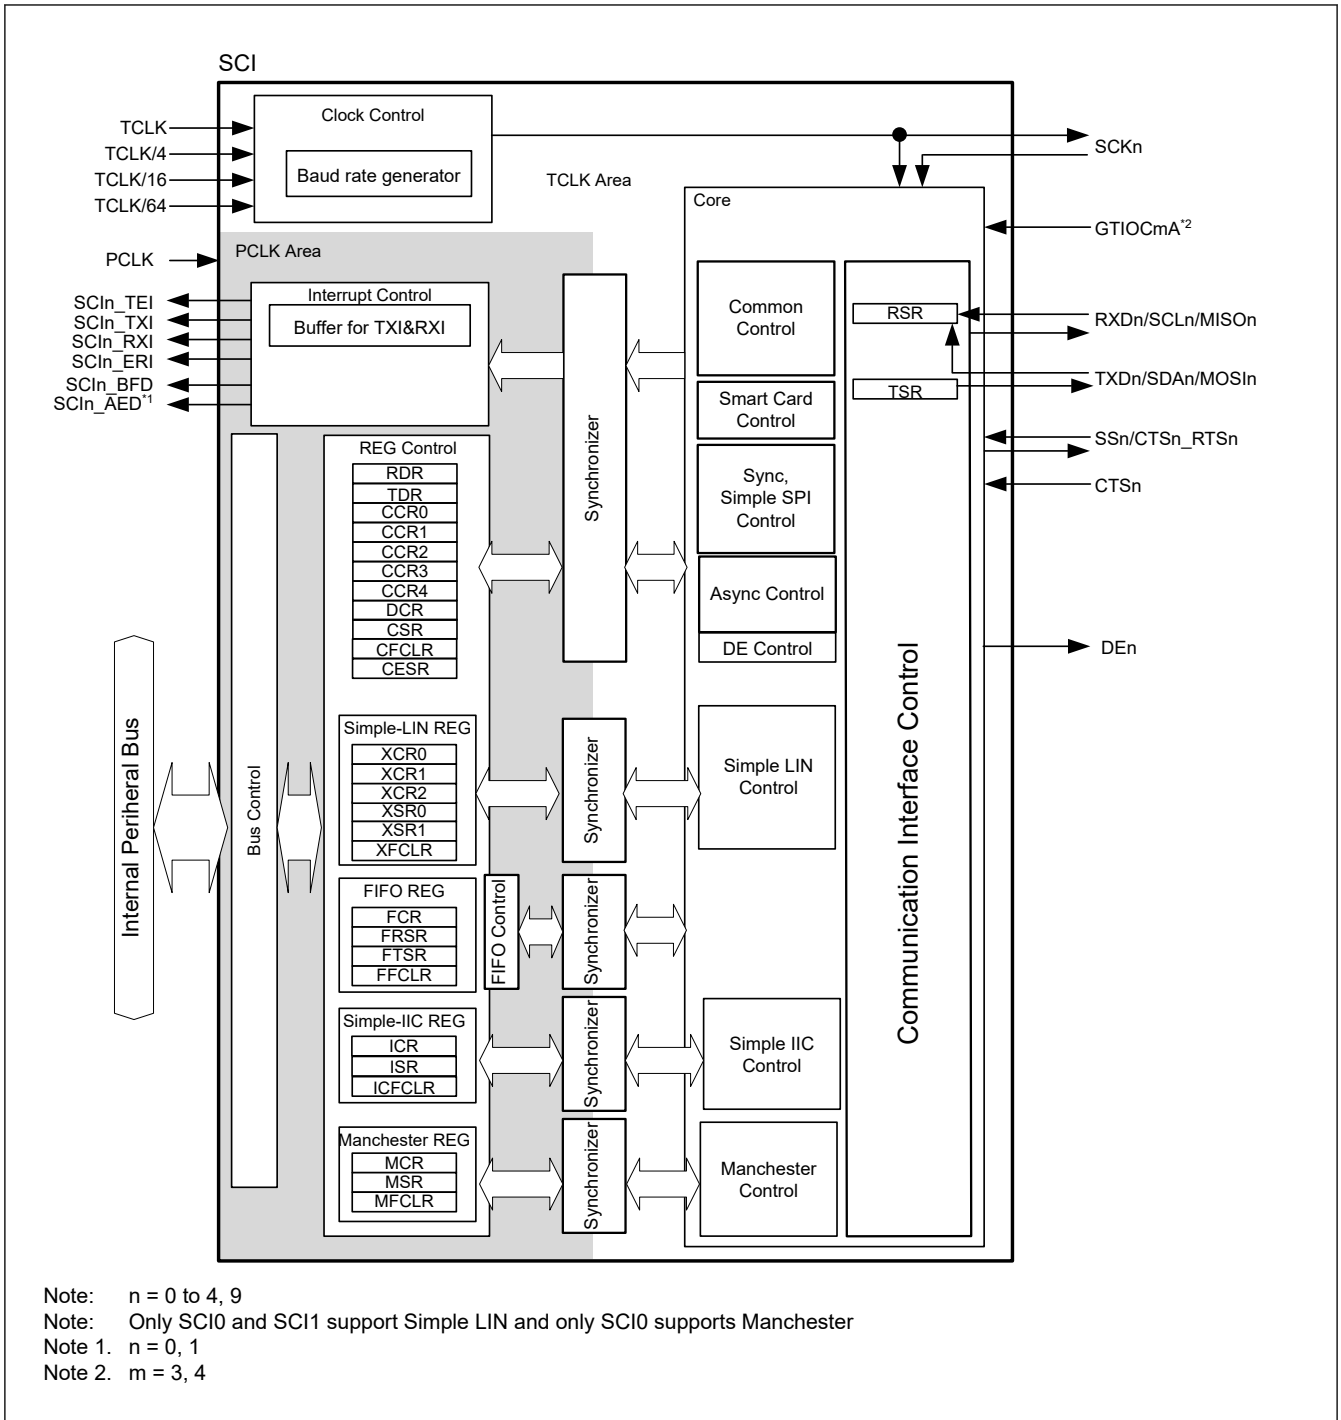 SCI
Clock Control
Baud rate generator
TCLK
TCLK/4
TCLK/16
TCLK/64
TCLK Area
SCKn
Core
GTIOCmA*2
PCLK
PCLK Area
SCIn_TEI
SCIn_TXI
SCIn_RXI
SCIn_ERI
SCIn_BFD
SCIn_AED*1
Interrupt Control
Buffer for TXI&RXI
Synchronizer
Common
Control
Smart Card
Control
Sync,
Simple SPI
Control
Async Control
DE Control
RSR
TSR
RXDn/SCLn/MISOn
TXDn/SDAn/MOSIn
SSn/CTSn_RTSn
CTSn
DEn
REG Control
RDR
TDR
CCR0
CCR1
CCR2
CCR3
CCR4
DCR
CSR
CFCLR
CESR
Internal Periheral Bus
Bus Control
Simple-LIN REG
XCR0
XCR1
XCR2
XSR0
XSR1
XFCLR
Synchronizer
Simple LIN
Control
Communication Interface Control
FIFO REG
FCR
FRSR
FTSR
FFCLR
FIFO Control
Synchronizer
Simple-IIC REG
ICR
ISR
ICFCLR
Synchronizer
Simple IIC
Control
Manchester REG
MCR
MSR
MFCLR
Synchronizer
Manchester
Control
Note: n = 0 to 4, 9
Note: Only SCI0 and SCI1 support Simple LIN and only SCI0 supports Manchester
Note 1. n = 0, 1
Note 2. m = 3, 4